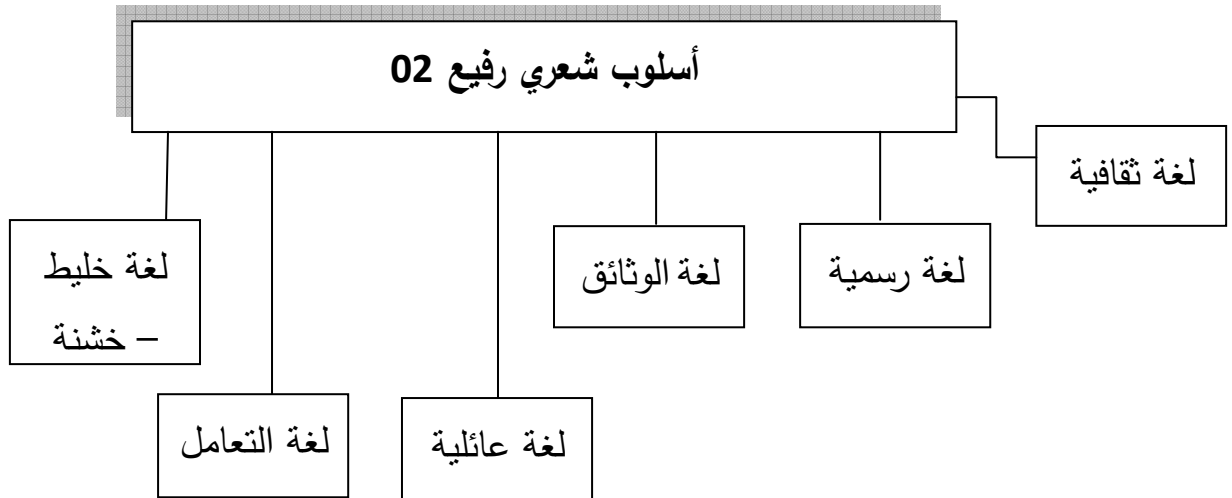 أسلوب شعري رفيع 02
لغة ثقافية
لغة رسمية
لغة الوثائق
لغة خليط
– خشنة
لغة عائلية
لغة التعامل